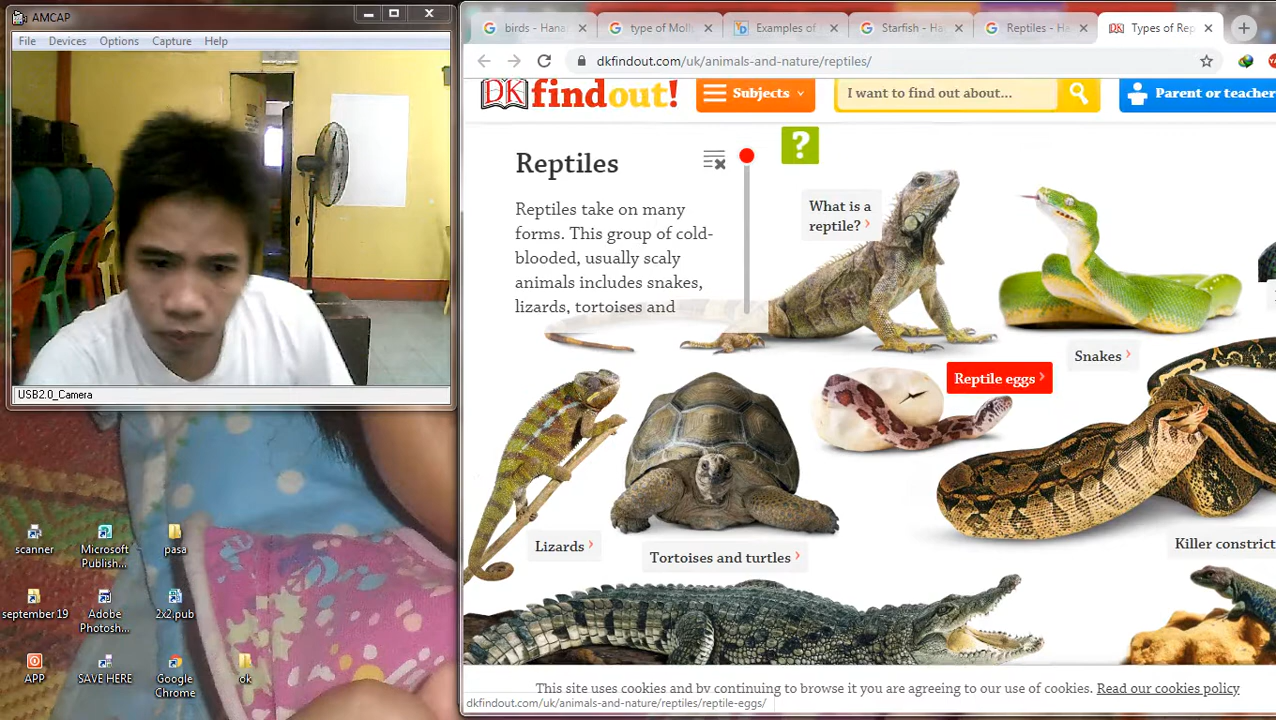 AMCAP
File Devices Options Capture Help
USB2.0_Camera
scanner
Microsoft Publish...
pasa
september 19
Adobe Photosh...
2x2.pub
APP
SAVE HERE
Google Chrome
ok
birds - Hana
type of Moll
Examples of
Starfish - Ha
Reptiles - Ha
Types of Rep
dkfindout.com/uk/animals-and-nature/reptiles/
DK findout!
Subjects
I want to find out about...
Parent or teacher
Reptiles
?
Reptiles take on many
forms. This group of cold-
blooded, usually scaly
animals includes snakes,
lizards, tortoises and
What is a
reptile?
Snakes
Reptile eggs
Lizards
Tortoises and turtles
Killer constrict
This site uses cookies and by continuing to browse it you are agreeing to our use of cookies. Read our cookies policy
dkfindout.com/uk/animals-and-nature/reptiles/reptile-eggs/